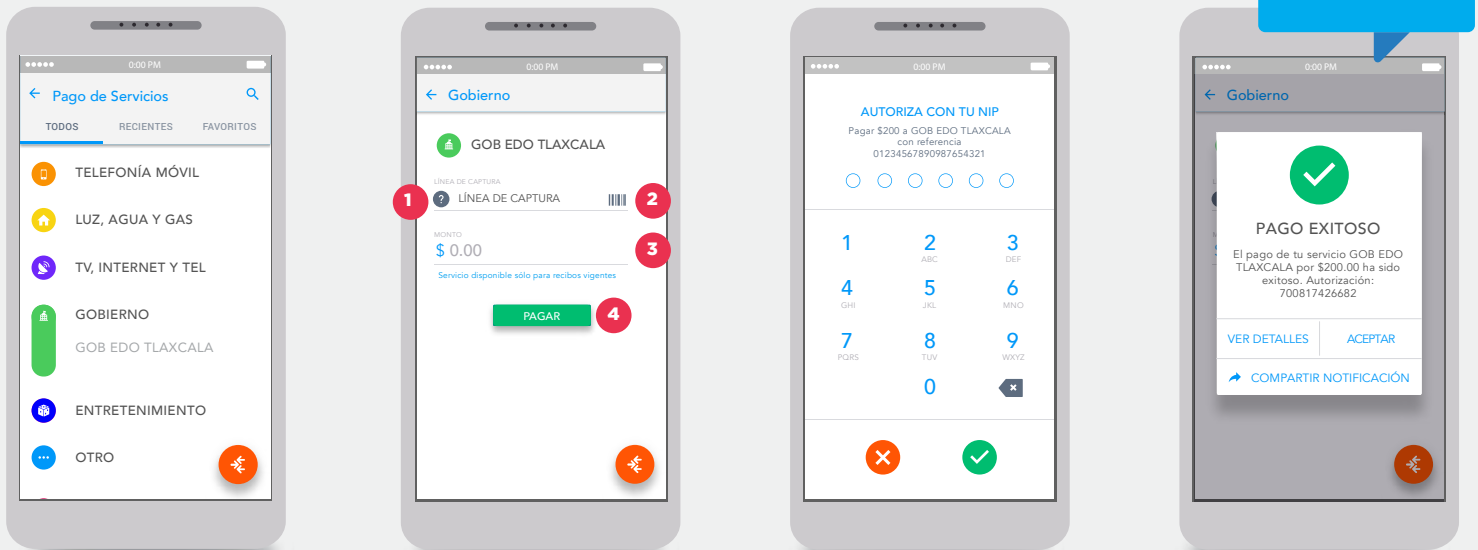 0:00 PM
Pago de Servicios
TODOS RECIENTES FAVORITOS
TELEFONÍA MÓVIL
LUZ, AGUA Y GAS
TV, INTERNET Y TEL
GOBIERNO
GOB EDO TLAXCALA
ENTRETENIMIENTO
OTRO
0:00 PM
Gobierno
GOB EDO TLAXCALA
LÍNEA DE CAPTURA
1 ? LÍNEA DE CAPTURA 2
MONTO
$ 0.00 3
Servicio disponible sólo para recibos vigentes
PAGAR 4
0:00 PM
AUTORIZA CON TU NIP
Pagar $200 a GOB EDO TLAXCALA
con referencia
01234567890987654321
1 2 3
ABC DEF
4 5 6
GHI JKL MNO
7 8 9
PQRS TUV WXYZ
0
0:00 PM
Gobierno
PAGO EXITOSO
El pago de tu servicio GOB EDO
TLAXCALA por $200.00 ha sido
exitoso. Autorización:
700817426682
VER DETALLES ACEPTAR
COMPARTIR NOTIFICACIÓN